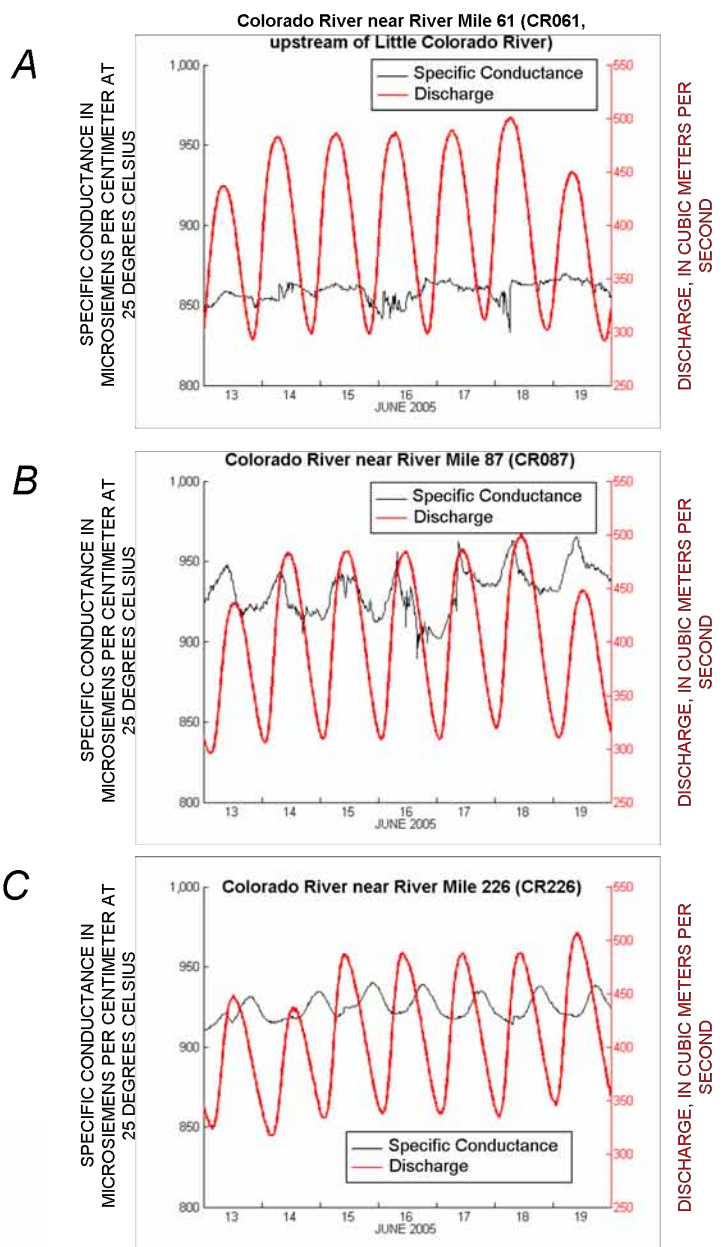 Colorado River near River Mile 61 (CR061,
upstream of Little Colorado River)
A
SPECIFIC CONDUCTANCE IN
MICROSIEMENS PER CENTIMETER AT
25 DEGREES CELSIUS
1,000
950
900
850
800
Specific Conductance
Discharge
550
500
450
400
350
300
250
DISCHARGE, IN CUBIC METERS PER
SECOND
13 14 15 16 17 18 19
JUNE 2005
B
Colorado River near River Mile 87 (CR087)
SPECIFIC CONDUCTANCE IN
MICROSIEMENS PER CENTIMETER AT
25 DEGREES CELSIUS
1,000
950
900
850
800
Specific Conductance
Discharge
550
500
450
400
350
300
250
DISCHARGE, IN CUBIC METERS PER
SECOND
13 14 15 16 17 18 19
JUNE 2005
C
Colorado River near River Mile 226 (CR226)
SPECIFIC CONDUCTANCE IN
MICROSIEMENS PER CENTIMETER AT
25 DEGREES CELSIUS
1,000
950
900
850
800
Specific Conductance
Discharge
550
500
450
400
350
300
250
DISCHARGE, IN CUBIC METERS PER
SECOND
13 14 15 16 17 18 19
JUNE 2005